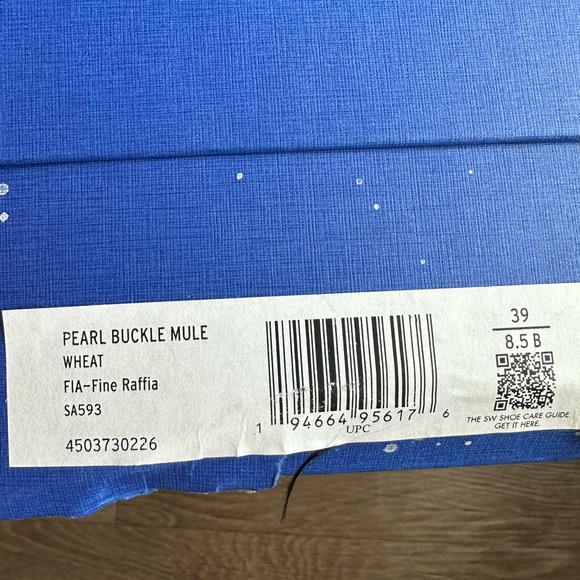 PEARL BUCKLE MULE
WHEAT
FIA-Fine Raffia
SA593
4503730226
1 94664 95617 6
UPC
39
8.5 B
THE SW SHOE CARE GUIDE
GET IT HERE.